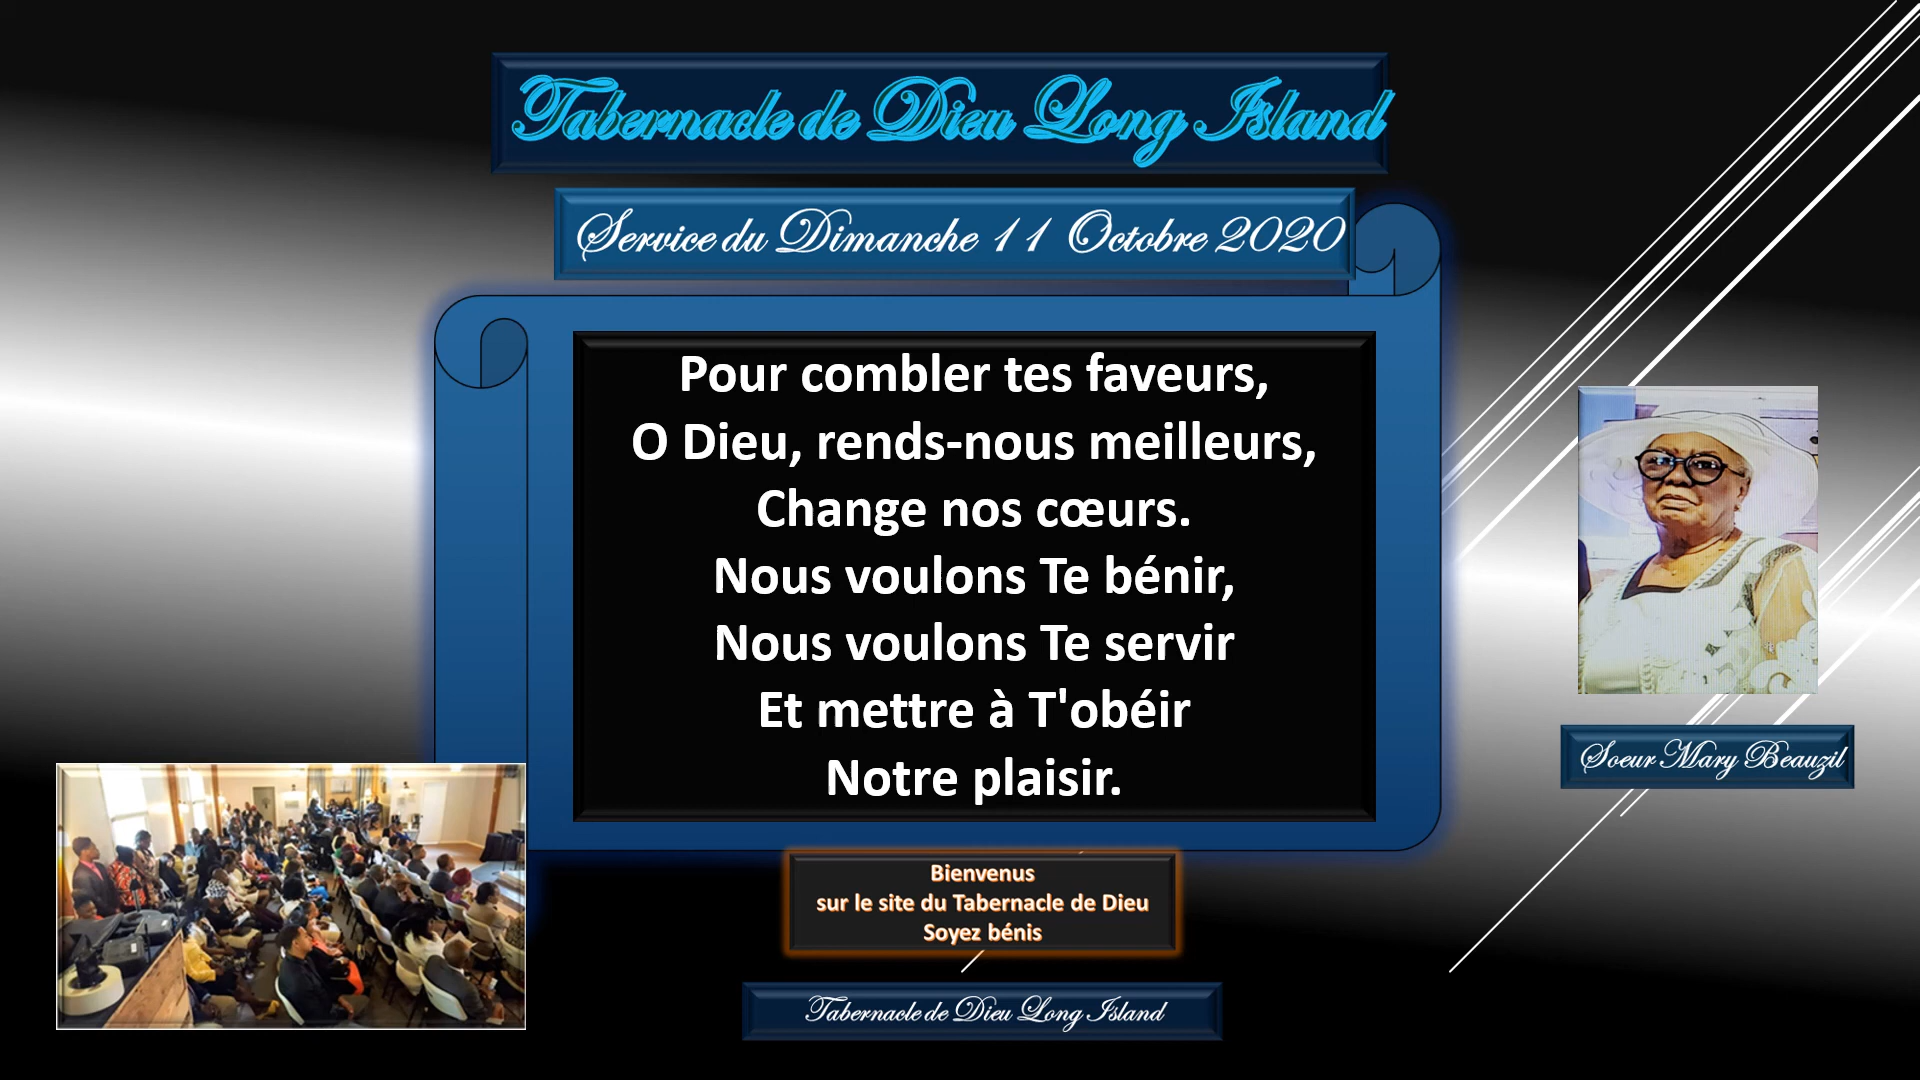 Tabernacle de Dieu Long Island
Service du Dimanche 11 Octobre 2020
Pour combler tes faveurs,
O Dieu, rends-nous meilleurs,
Change nos cœurs.
Nous voulons Te bénir,
Nous voulons Te servir
Et mettre à T'obéir
Notre plaisir.
Soeur Mary Beauzil
Bienvenus
sur le site du Tabernacle de Dieu
Soyez bénis
Tabernacle de Dieu Long Island